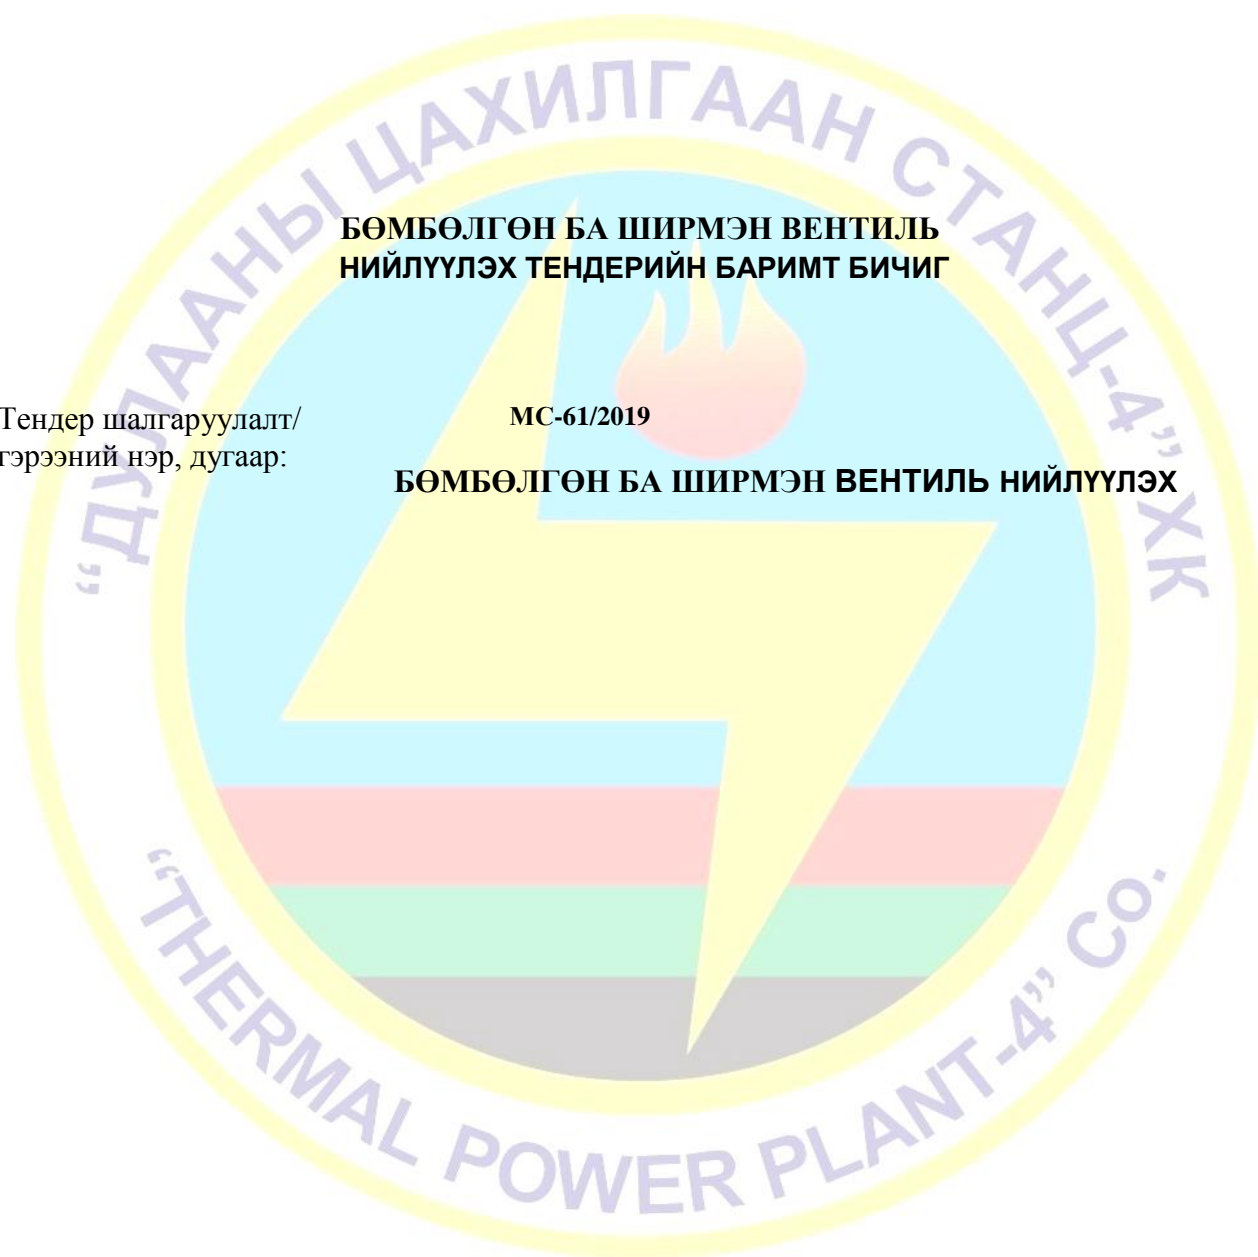 "ДУЛААНЫ ЦАХИЛГААН СТАНЦ-4" ХК
БӨМБӨЛГӨН БА ШИРМЭН ВЕНТИЛЬ
НИЙЛҮҮЛЭХ ТЕНДЕРИЙН БАРИМТ БИЧИГ
Тендер шалгаруулалт/
гэрээний нэр, дугаар:
МС-61/2019
БӨМБӨЛГӨН БА ШИРМЭН ВЕНТИЛЬ НИЙЛҮҮЛЭХ
"THERMAL POWER PLANT-4" Co.